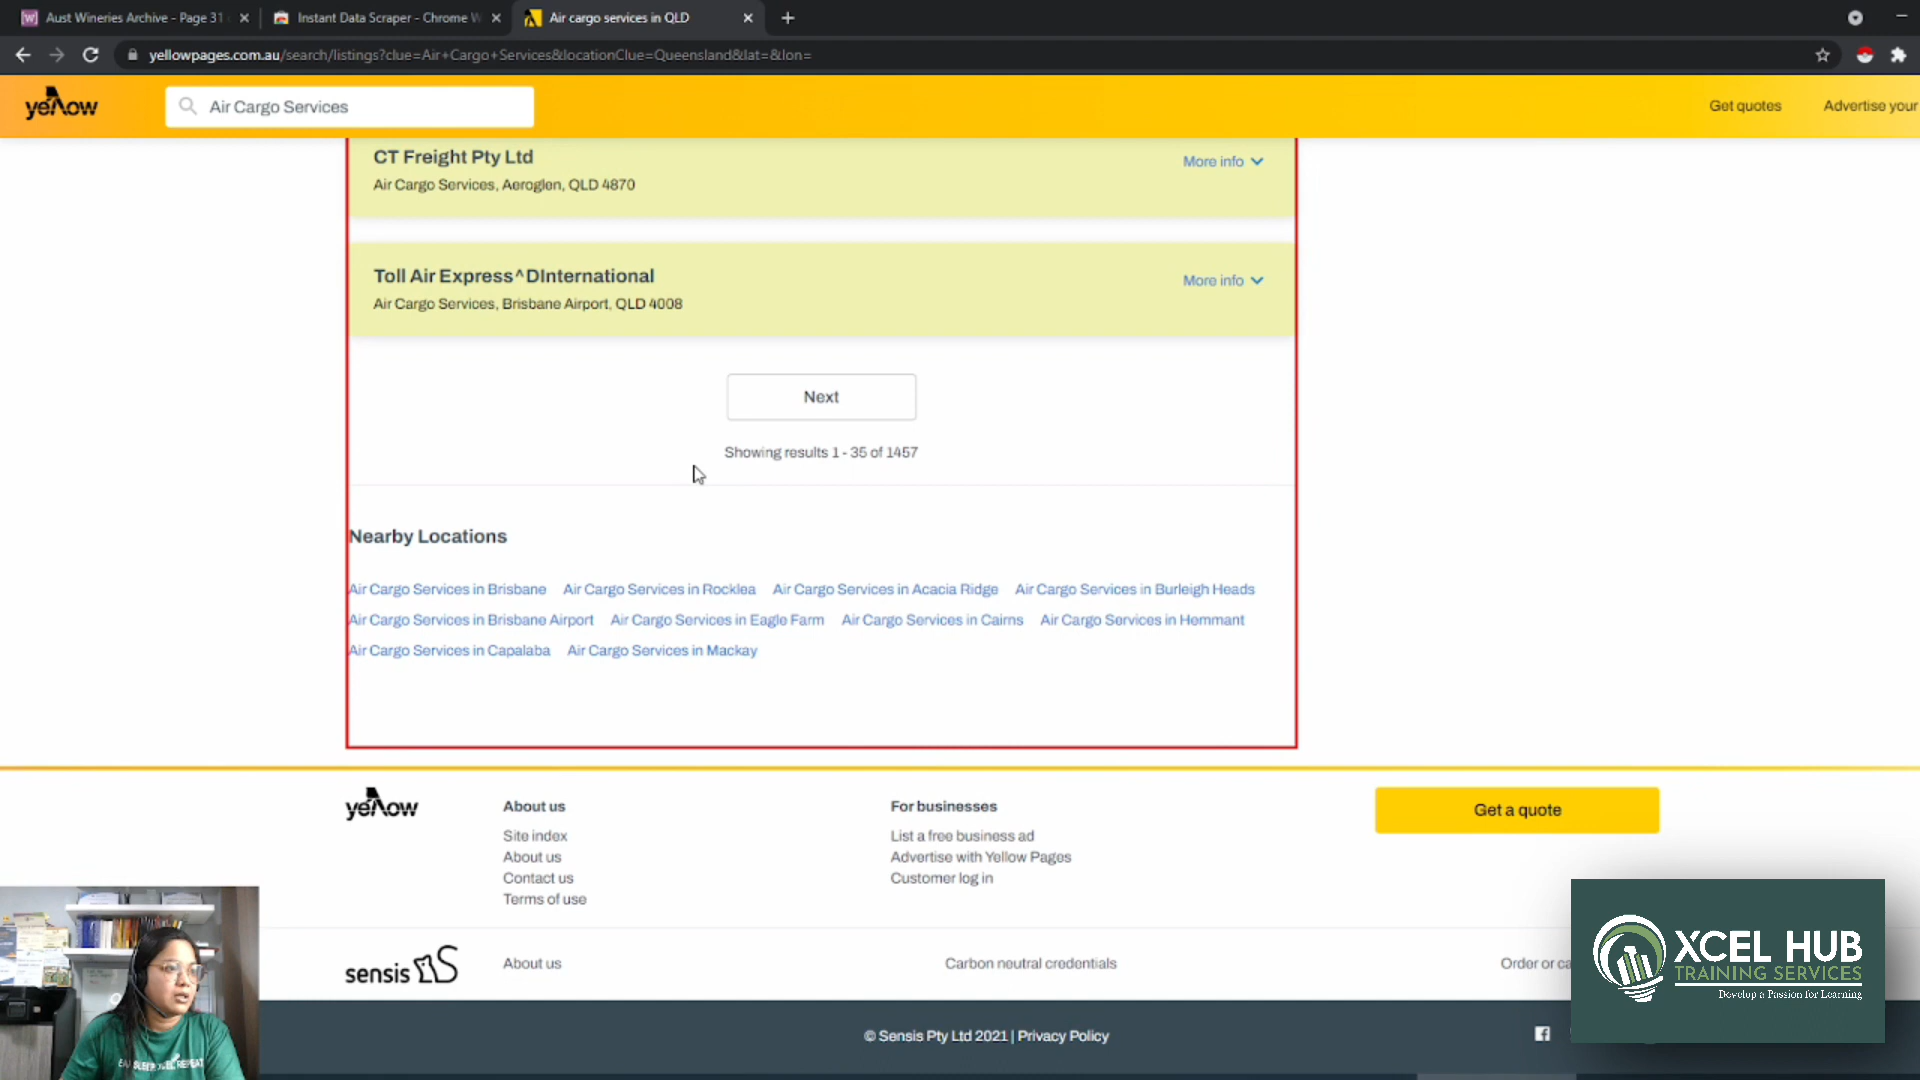 Aust Wineries Archive - Page 31
Instant Data Scraper - Chrome W
Air cargo services in QLD
yellowpages.com.au/search/listings?clue=Air+Cargo+Services&locationClue=Queensland&lat=&lon=
yellow
Air Cargo Services
Get quotes
Advertise your
CT Freight Pty Ltd
More info
Air Cargo Services, Aeroglen, QLD 4870
Toll Air Express^DInternational
More info
Air Cargo Services, Brisbane Airport, QLD 4008
Next
Showing results 1 - 35 of 1457
Nearby Locations
Air Cargo Services in Brisbane Air Cargo Services in Rocklea Air Cargo Services in Acacia Ridge Air Cargo Services in Burleigh Heads
Air Cargo Services in Brisbane Airport Air Cargo Services in Eagle Farm Air Cargo Services in Cairns Air Cargo Services in Hemmant
Air Cargo Services in Capalaba Air Cargo Services in Mackay
yellow
About us
Site index
About us
Contact us
Terms of use
For businesses
List a free business ad
Advertise with Yellow Pages
Customer log in
Get a quote
sensis
About us
Carbon neutral credentials
Order or ca
© Sensis Pty Ltd 2021 | Privacy Policy
XCEL HUB
TRAINING SERVICES
Develop a Passion for Learning